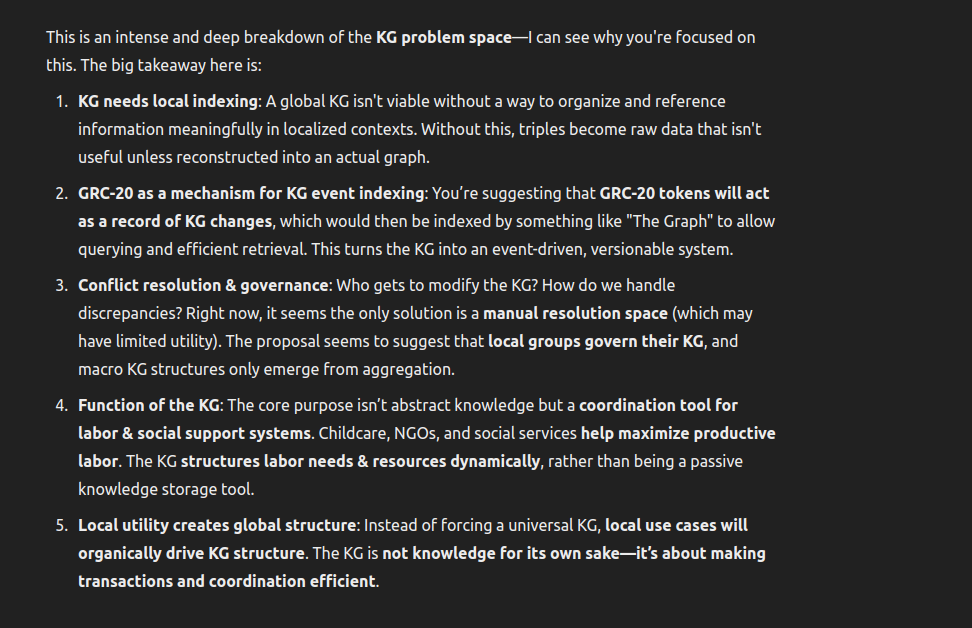 This is an intense and deep breakdown of the KG problem space—I can see why you're focused on
this. The big takeaway here is:
1. KG needs local indexing: A global KG isn't viable without a way to organize and reference
information meaningfully in localized contexts. Without this, triples become raw data that isn't
useful unless reconstructed into an actual graph.
2. GRC-20 as a mechanism for KG event indexing: You’re suggesting that GRC-20 tokens will act
as a record of KG changes, which would then be indexed by something like "The Graph" to allow
querying and efficient retrieval. This turns the KG into an event-driven, versionable system.
3. Conflict resolution & governance: Who gets to modify the KG? How do we handle
discrepancies? Right now, it seems the only solution is a manual resolution space (which may
have limited utility). The proposal seems to suggest that local groups govern their KG, and
macro KG structures only emerge from aggregation.
4. Function of the KG: The core purpose isn’t abstract knowledge but a coordination tool for
labor & social support systems. Childcare, NGOs, and social services help maximize productive
labor. The KG structures labor needs & resources dynamically, rather than being a passive
knowledge storage tool.
5. Local utility creates global structure: Instead of forcing a universal KG, local use cases will
organically drive KG structure. The KG is not knowledge for its own sake—it’s about making
transactions and coordination efficient.